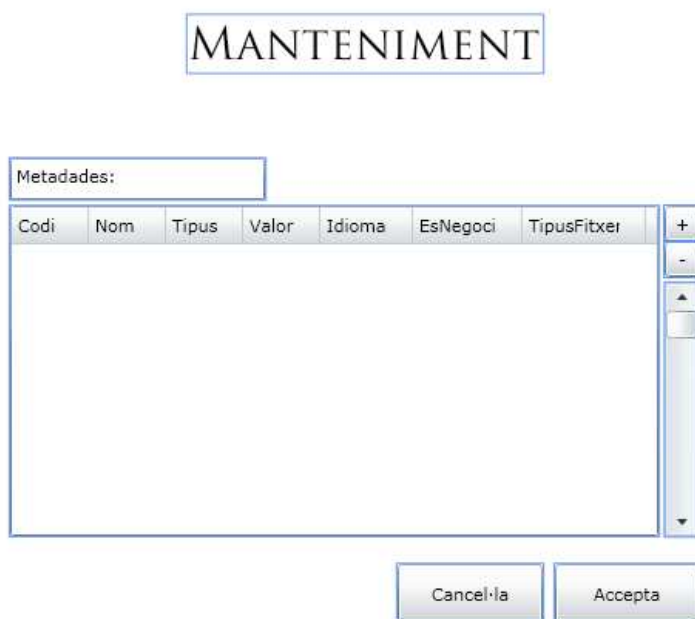 MANTENIMENT
Metadades:
Codi Nom Tipus Valor Idioma EsNegoci TipusFitxer +
-
Cancel·la Accepta